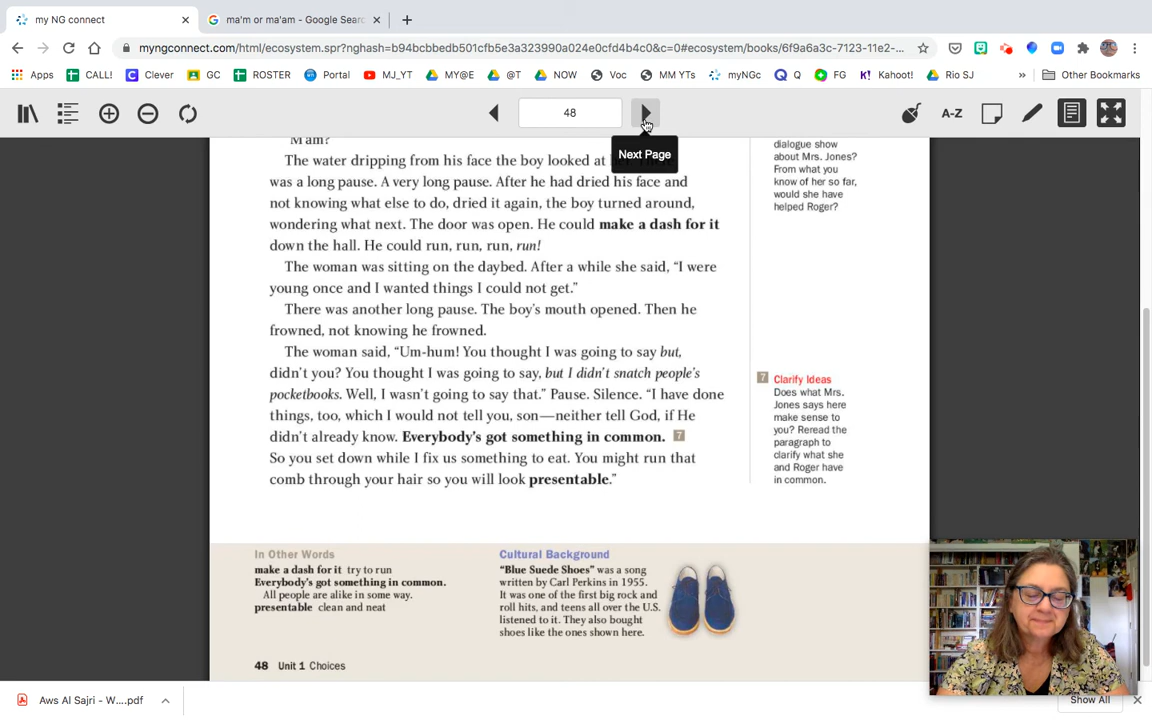 my NG connect
ma'm or ma'am - Google Searc
myngconnect.com/html/ecosystem.spr?nghash=b94bcbbedb501cfb5e3a323990a024e0cfd4b4c0&c=0#ecosystem/books/6f9a6a3c-7123-11e2-...
Apps CALL! Clever GC ROSTER Portal MJ_YT MY@E @T NOW Voc MM YTs myNGc Q FG Kahoot! Rio SJ » Other Bookmarks
48
A-Z
Next Page
M'am?
The water dripping from his face the boy looked at
was a long pause. A very long pause. After he had dried his face and
not knowing what else to do, dried it again, the boy turned around,
wondering what next. The door was open. He could make a dash for it
down the hall. He could run, run, run, run!
The woman was sitting on the daybed. After a while she said, “I were
young once and I wanted things I could not get.”
There was another long pause. The boy's mouth opened. Then he
frowned, not knowing he frowned.
The woman said, “Um-hum! You thought I was going to say but,
didn't you? You thought I was going to say, but I didn't snatch people's
pocketbooks. Well, I wasn't going to say that.” Pause. Silence. “I have done
things, too, which I would not tell you, son—neither tell God, if He
didn't already know. Everybody's got something in common. 7
So you set down while I fix us something to eat. You might run that
comb through your hair so you will look presentable.”
dialogue show
about Mrs. Jones?
From what you
know of her so far,
would she have
helped Roger?
7 Clarify Ideas
Does what Mrs.
Jones says here
make sense to
you? Reread the
paragraph to
clarify what she
and Roger have
in common.
In Other Words
make a dash for it try to run
Everybody's got something in common.
All people are alike in some way.
presentable clean and neat
Cultural Background
“Blue Suede Shoes” was a song
written by Carl Perkins in 1955.
It was one of the first big rock and
roll hits, and teens all over the U.S.
listened to it. They also bought
shoes like the ones shown here.
48 Unit 1 Choices
Aws Al Sajri - W....pdf
Show All